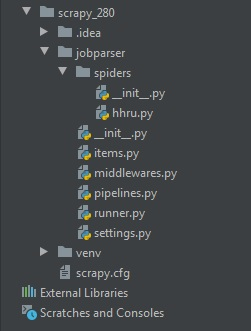 scrapy_280
.idea
jobparser
spiders
__init__.py
hhru.py
__init__.py
items.py
middlewares.py
pipelines.py
runner.py
settings.py
venv
scrapy.cfg
External Libraries
Scratches and Consoles